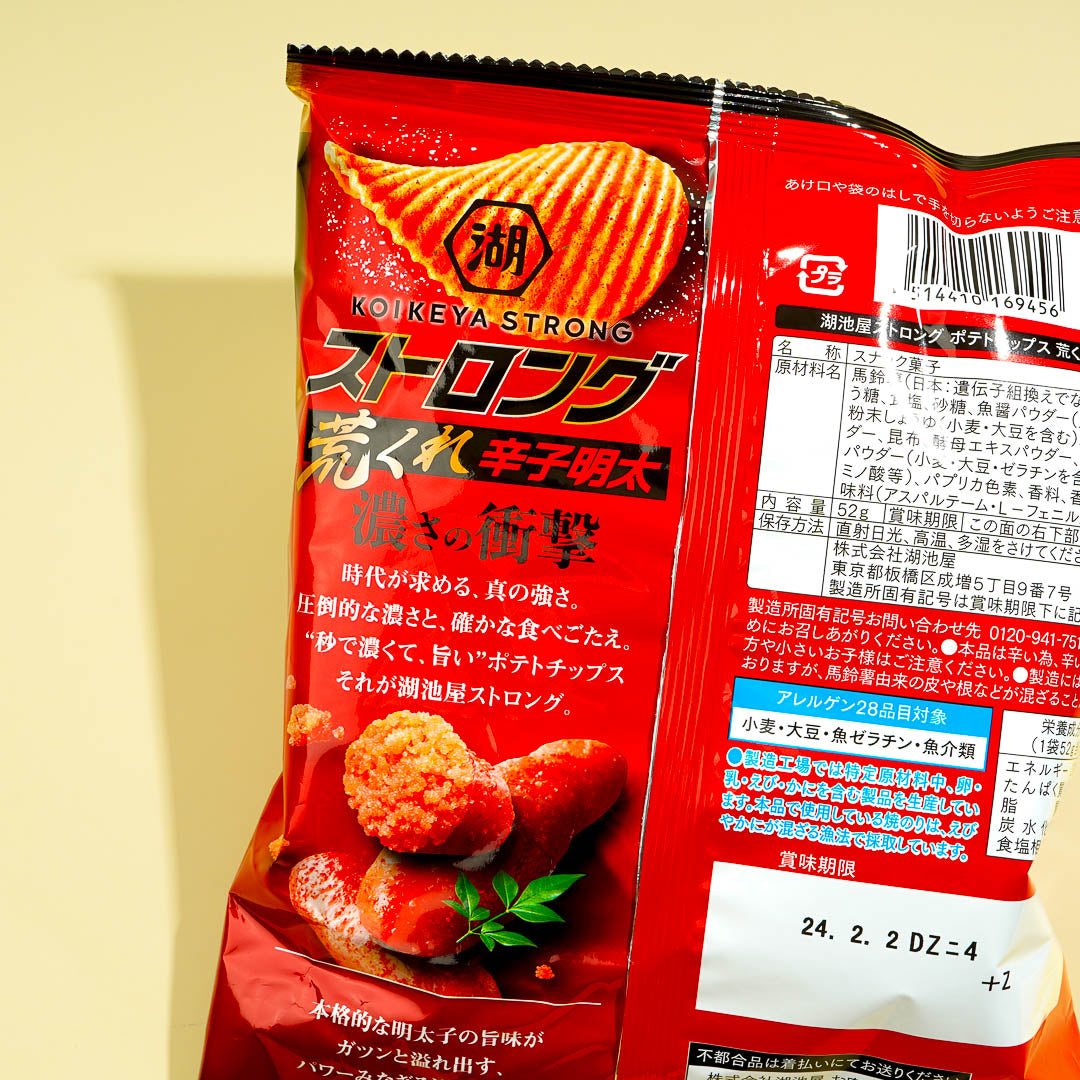 湖
KOIKEYA STRONG
ストロング
荒くれ 辛子明太
濃さの衝撃
時代が求める、真の強さ。
圧倒的な濃さと、確かな食べごたえ。
“秒で濃くて、旨い”ポテトチップス
それが湖池屋ストロング。
本格的な明太子の旨味が
ガツンと溢れ出す、
あけ口や袋のはしで手を切らないようご注意
プラ
514410 169456
湖池屋ストロング ポテトチップス 荒く
名 称 スナック菓子
原材料名 馬鈴薯(日本:遺伝子組換えでな
う糖、食塩、砂糖、魚醤パウダー(
粉末しょうゆ(小麦・大豆を含む)
ダー、昆布、酵母エキスパウダー、
パウダー(小麦・大豆・ゼラチンを含
ミノ酸等)、パプリカ色素、香料、香
味料(アスパルテーム・L-フェニル
内容量 52g 賞味期限 この面の右下部
保存方法 直射日光、高温、多湿をさけてくださ
株式会社湖池屋
東京都板橋区成増5丁目9番7号
製造所固有記号は賞味期限下に記
製造所固有記号お問い合わせ先 0120-941-751
めにお召しあがりください。●本品は辛い為、辛い
方や小さいお子様はご注意ください。●製造には
おりますが、馬鈴薯由来の皮や根などが混ざること
アレルゲン28品目対象
小麦・大豆・魚ゼラチン・魚介類
●製造工場では特定原材料中、卵・
乳・えび・かにを含む製品を生産してい
ます。本品で使用している焼のりは、えび
やかにが混ざる漁法で採取しています。
栄養成分
(1袋52g
エネルギー
たんぱく質
脂
炭水化
食塩相
賞味期限
24. 2. 2 DZニ4
+2
不都合品は着払いにてお送りください